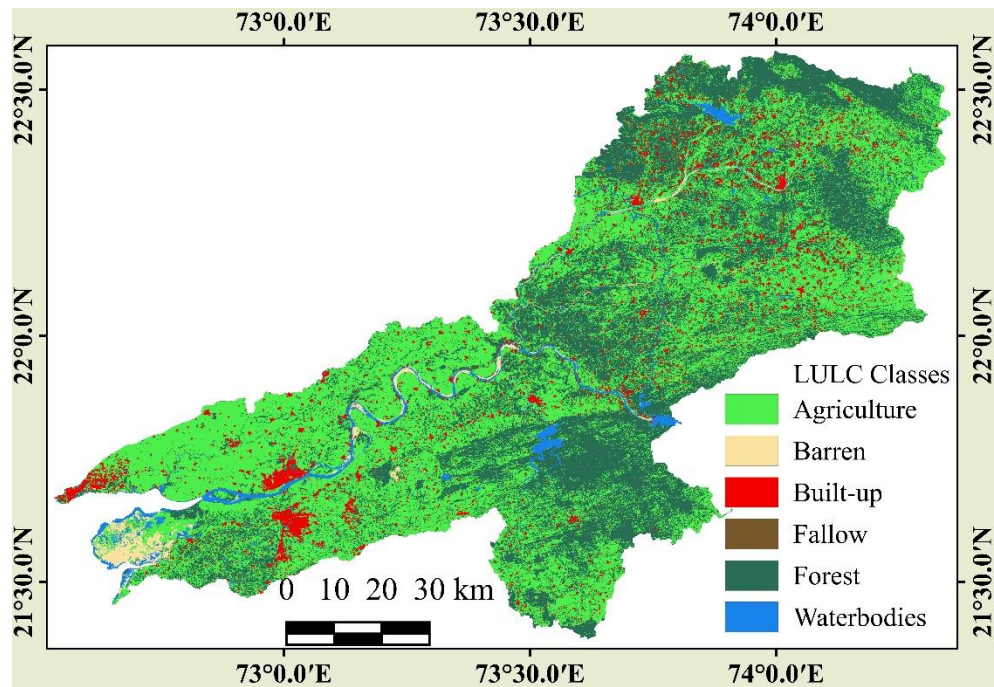 73°0.0′E 73°30.0′E 74°0.0′E
22°30.0′N 22°30.0′N
22°0.0′N 22°0.0′N
LULC Classes
Agriculture
Barren
Built-up
Fallow
Forest
Waterbodies
21°30.0′N 21°30.0′N
0 10 20 30 km
73°0.0′E 73°30.0′E 74°0.0′E